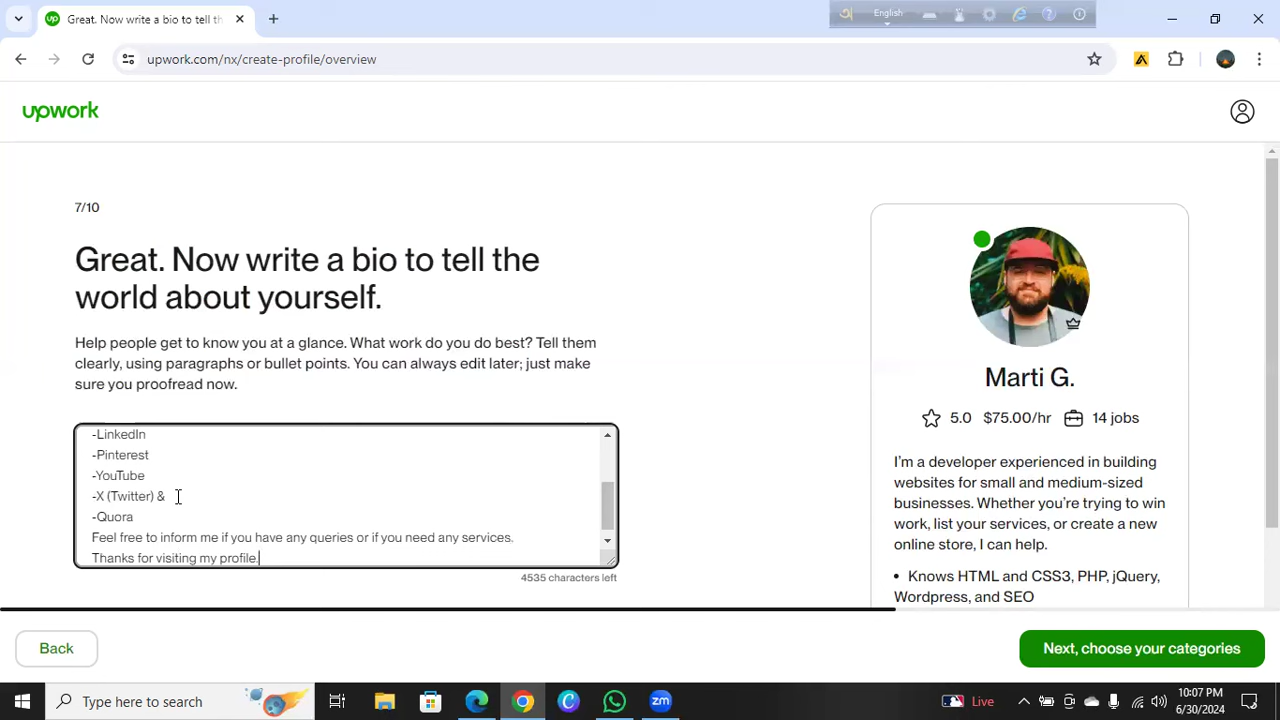 Great. Now write a bio to tell th
English
upwork.com/nx/create-profile/overview
upwork
7/10
Great. Now write a bio to tell the
world about yourself.
Help people get to know you at a glance. What work do you do best? Tell them
clearly, using paragraphs or bullet points. You can always edit later; just make
sure you proofread now.
-LinkedIn
-Pinterest
-YouTube
-X (Twitter) &
-Quora
Feel free to inform me if you have any queries or if you need any services.
Thanks for visiting my profile.
4535 characters left
Marti G.
5.0 $75.00/hr 14 jobs
I'm a developer experienced in building
websites for small and medium-sized
businesses. Whether you're trying to win
work, list your services, or create a new
online store, I can help.
• Knows HTML and CSS3, PHP, jQuery,
Wordpress, and SEO
Back
Next, choose your categories
Type here to search
Live
10:07 PM
6/30/2024